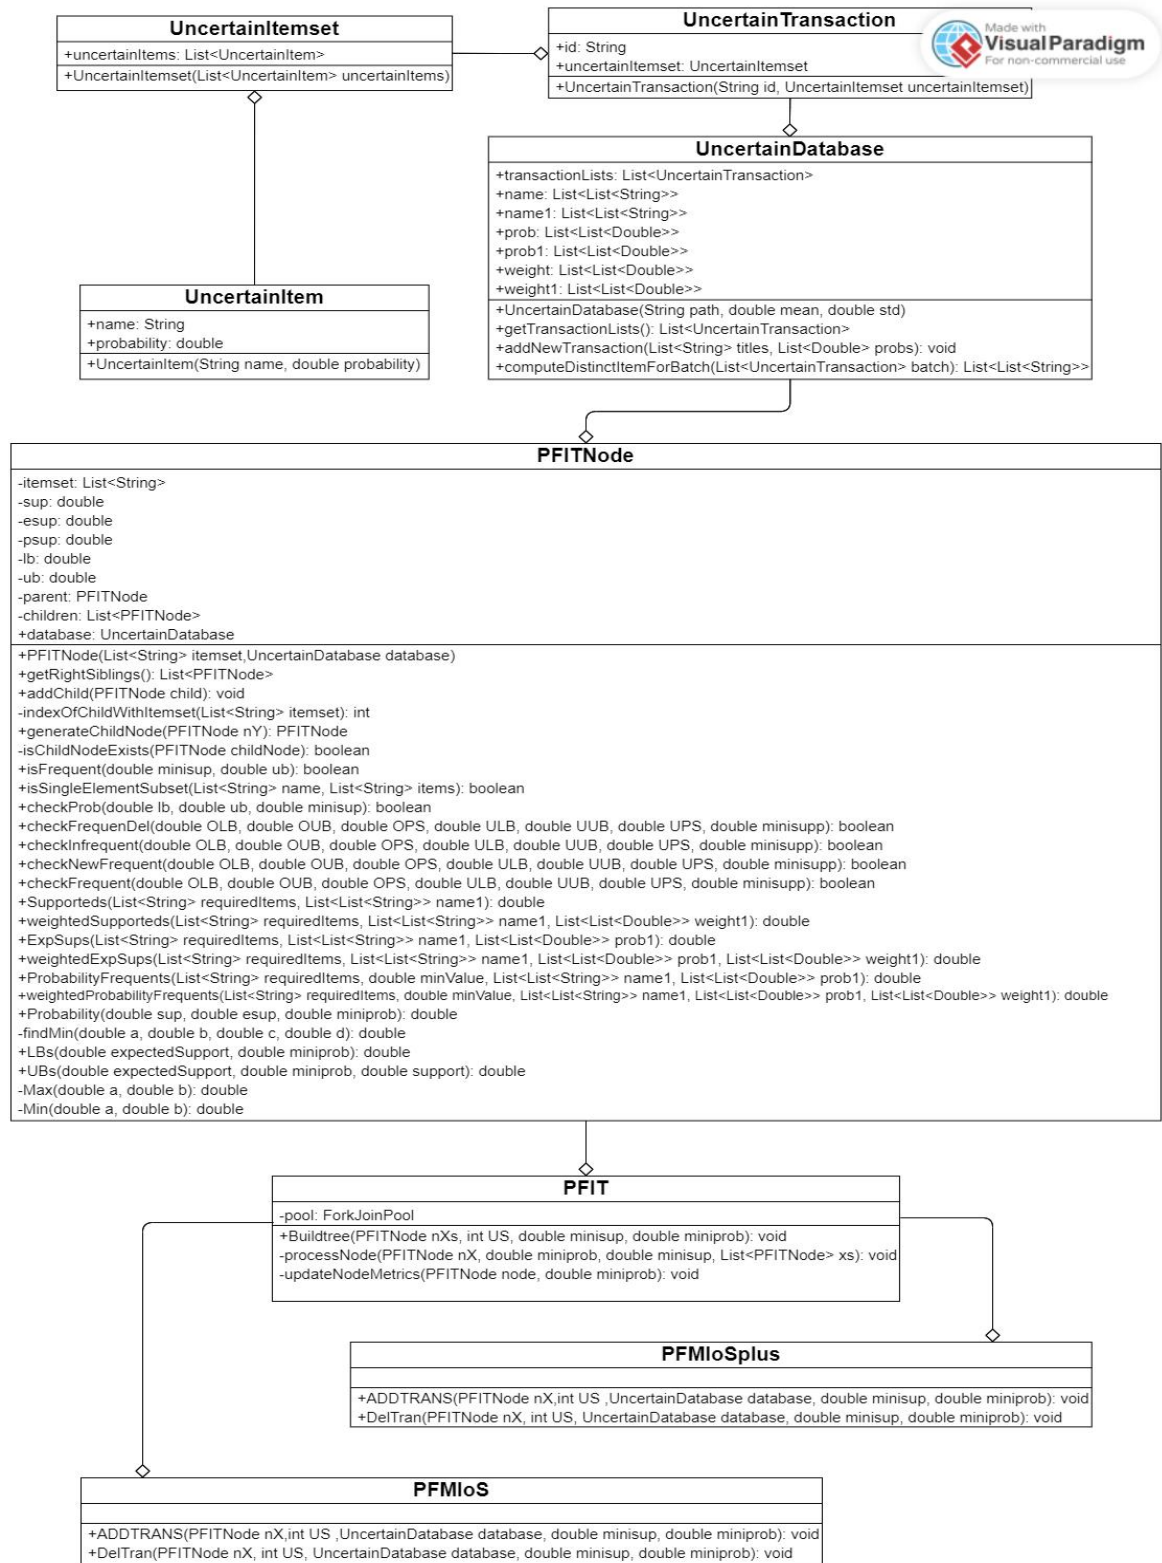 UncertainItemset
+uncertainItems: List<UncertainItem>
+UncertainItemset(List<UncertainItem> uncertainItems)
UncertainTransaction
+id: String
+uncertainItemset: UncertainItemset
+UncertainTransaction(String id, UncertainItemset uncertainItemset)
Made with
Visual Paradigm
For non-commercial use
UncertainDatabase
+transactionLists: List<UncertainTransaction>
+name: List<List<String>>
+name1: List<List<String>>
+prob: List<List<Double>>
+prob1: List<List<Double>>
+weight: List<List<Double>>
+weight1: List<List<Double>>
+UncertainDatabase(String path, double mean, double std)
+getTransactionLists(): List<UncertainTransaction>
+addNewTransaction(List<String> titles, List<Double> probs): void
+computeDistinctItemForBatch(List<UncertainTransaction> batch): List<List<String>>
UncertainItem
+name: String
+probability: double
+UncertainItem(String name, double probability)
PFITNode
-itemset: List<String>
-sup: double
-esup: double
-psup: double
-lb: double
-ub: double
-parent: PFITNode
-children: List<PFITNode>
+database: UncertainDatabase
+PFITNode(List<String> itemset,UncertainDatabase database)
+getRightSiblings(): List<PFITNode>
+addChild(PFITNode child): void
-indexOfChildWithItemset(List<String> itemset): int
+generateChildNode(PFITNode nY): PFITNode
-isChildNodeExists(PFITNode childNode): boolean
+isFrequent(double minisup, double ub): boolean
+isSingleElementSubset(List<String> name, List<String> items): boolean
+checkProb(double lb, double ub, double minisup): boolean
+checkFrequenDel(double OLB, double OUB, double OPS, double ULB, double UUB, double UPS, double minisupp): boolean
+checkInfrequent(double OLB, double OUB, double OPS, double ULB, double UUB, double UPS, double minisupp): boolean
+checkNewFrequent(double OLB, double OUB, double OPS, double ULB, double UUB, double UPS, double minisupp): boolean
+checkFrequent(double OLB, double OUB, double OPS, double ULB, double UUB, double UPS, double minisupp): boolean
+Supporteds(List<String> requiredItems, List<List<String>> name1): double
+weightedSupporteds(List<String> requiredItems, List<List<String>> name1, List<List<Double>> weight1): double
+ExpSups(List<String> requiredItems, List<List<String>> name1, List<List<Double>> prob1): double
+weightedExpSups(List<String> requiredItems, List<List<String>> name1, List<List<Double>> prob1, List<List<Double>> weight1): double
+ProbabilityFrequents(List<String> requiredItems, double minValue, List<List<String>> name1, List<List<Double>> prob1): double
+weightedProbabilityFrequents(List<String> requiredItems, double minValue, List<List<String>> name1, List<List<Double>> prob1, List<List<Double>> weight1): double
+Probability(double sup, double esup, double miniprob): double
-findMin(double a, double b, double c, double d): double
+LBs(double expectedSupport, double miniprob): double
+UBs(double expectedSupport, double miniprob, double support): double
-Max(double a, double b): double
-Min(double a, double b): double
PFIT
-pool: ForkJoinPool
+Buildtree(PFITNode nXs, int US, double minisup, double miniprob): void
-processNode(PFITNode nX, double miniprob, double minisup, List<PFITNode> xs): void
-updateNodeMetrics(PFITNode node, double miniprob): void
PFMIoSplus
+ADDTRANS(PFITNode nX,int US ,UncertainDatabase database, double minisup, double miniprob): void
+DelTran(PFITNode nX, int US, UncertainDatabase database, double minisup, double miniprob): void
PFMIoS
+ADDTRANS(PFITNode nX,int US ,UncertainDatabase database, double minisup, double miniprob): void
+DelTran(PFITNode nX, int US, UncertainDatabase database, double minisup, double miniprob): void